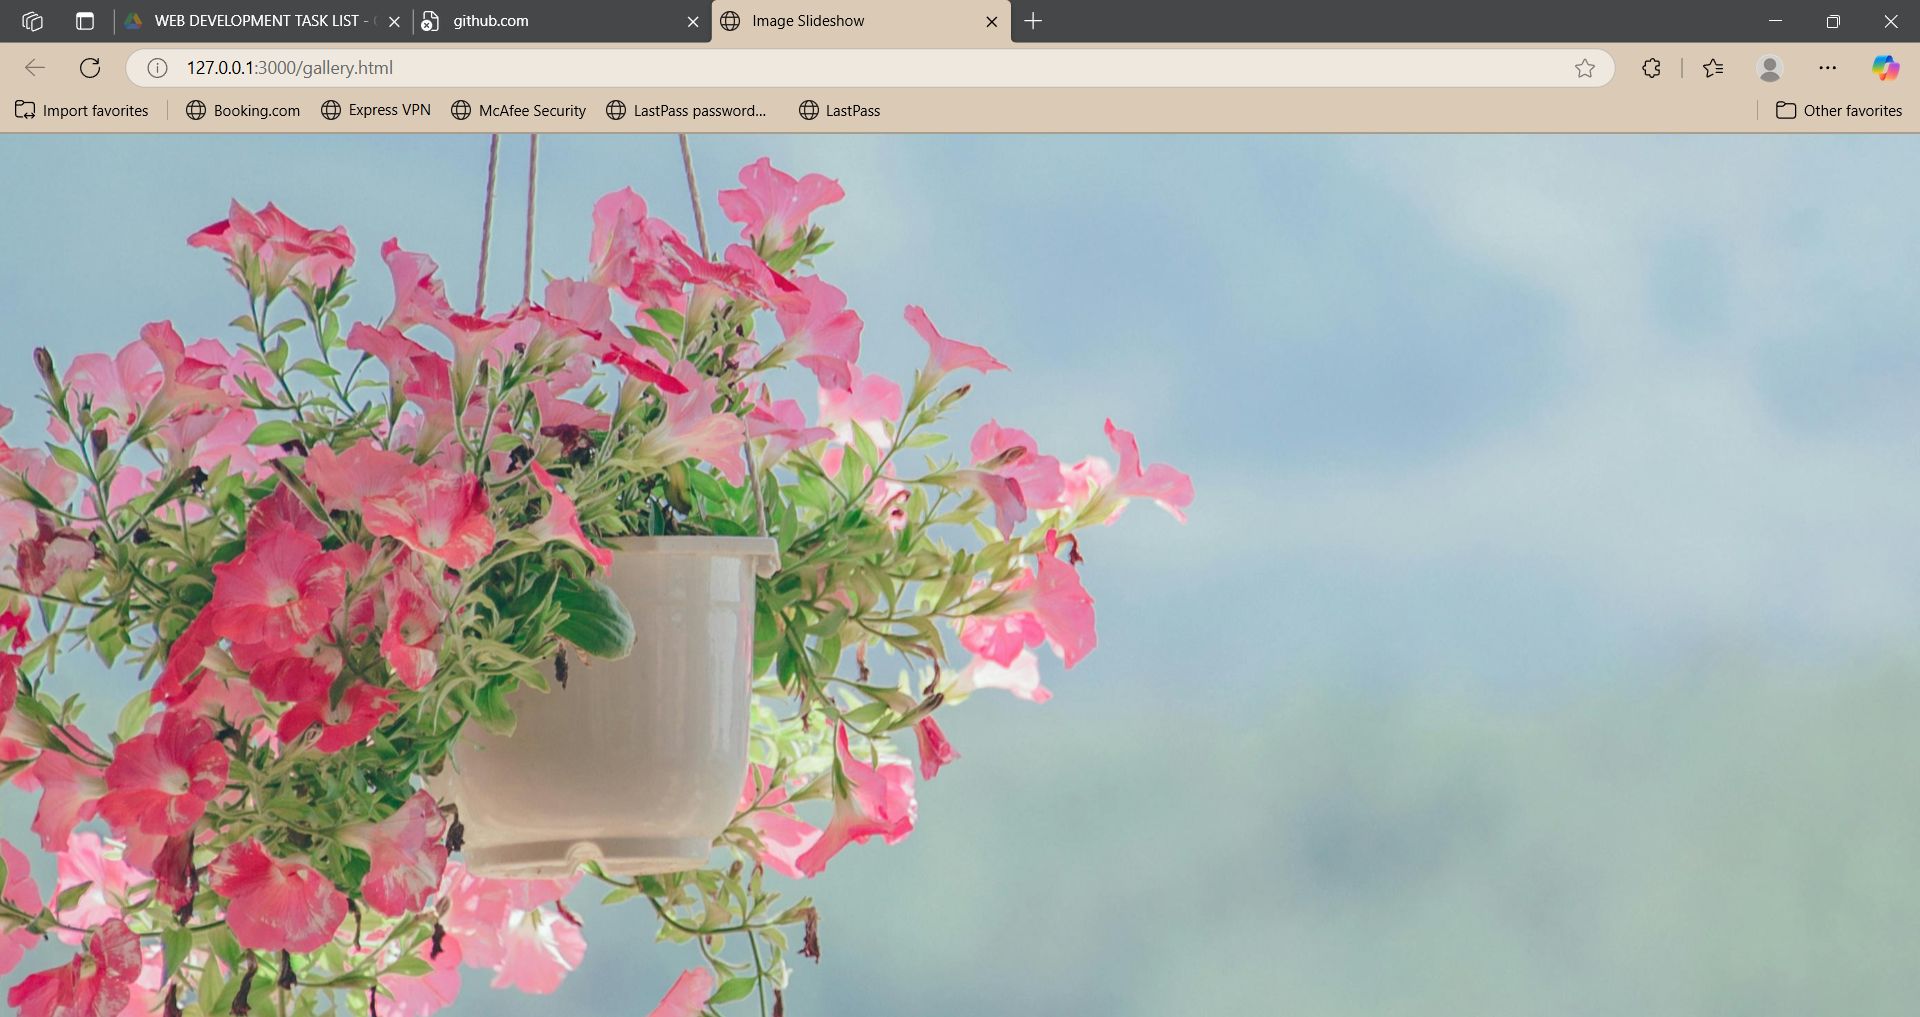 WEB DEVELOPMENT TASK LIST -
github.com
Image Slideshow
127.0.0.1:3000/gallery.html
Import favorites
Booking.com
Express VPN
McAfee Security
LastPass password...
LastPass
Other favorites